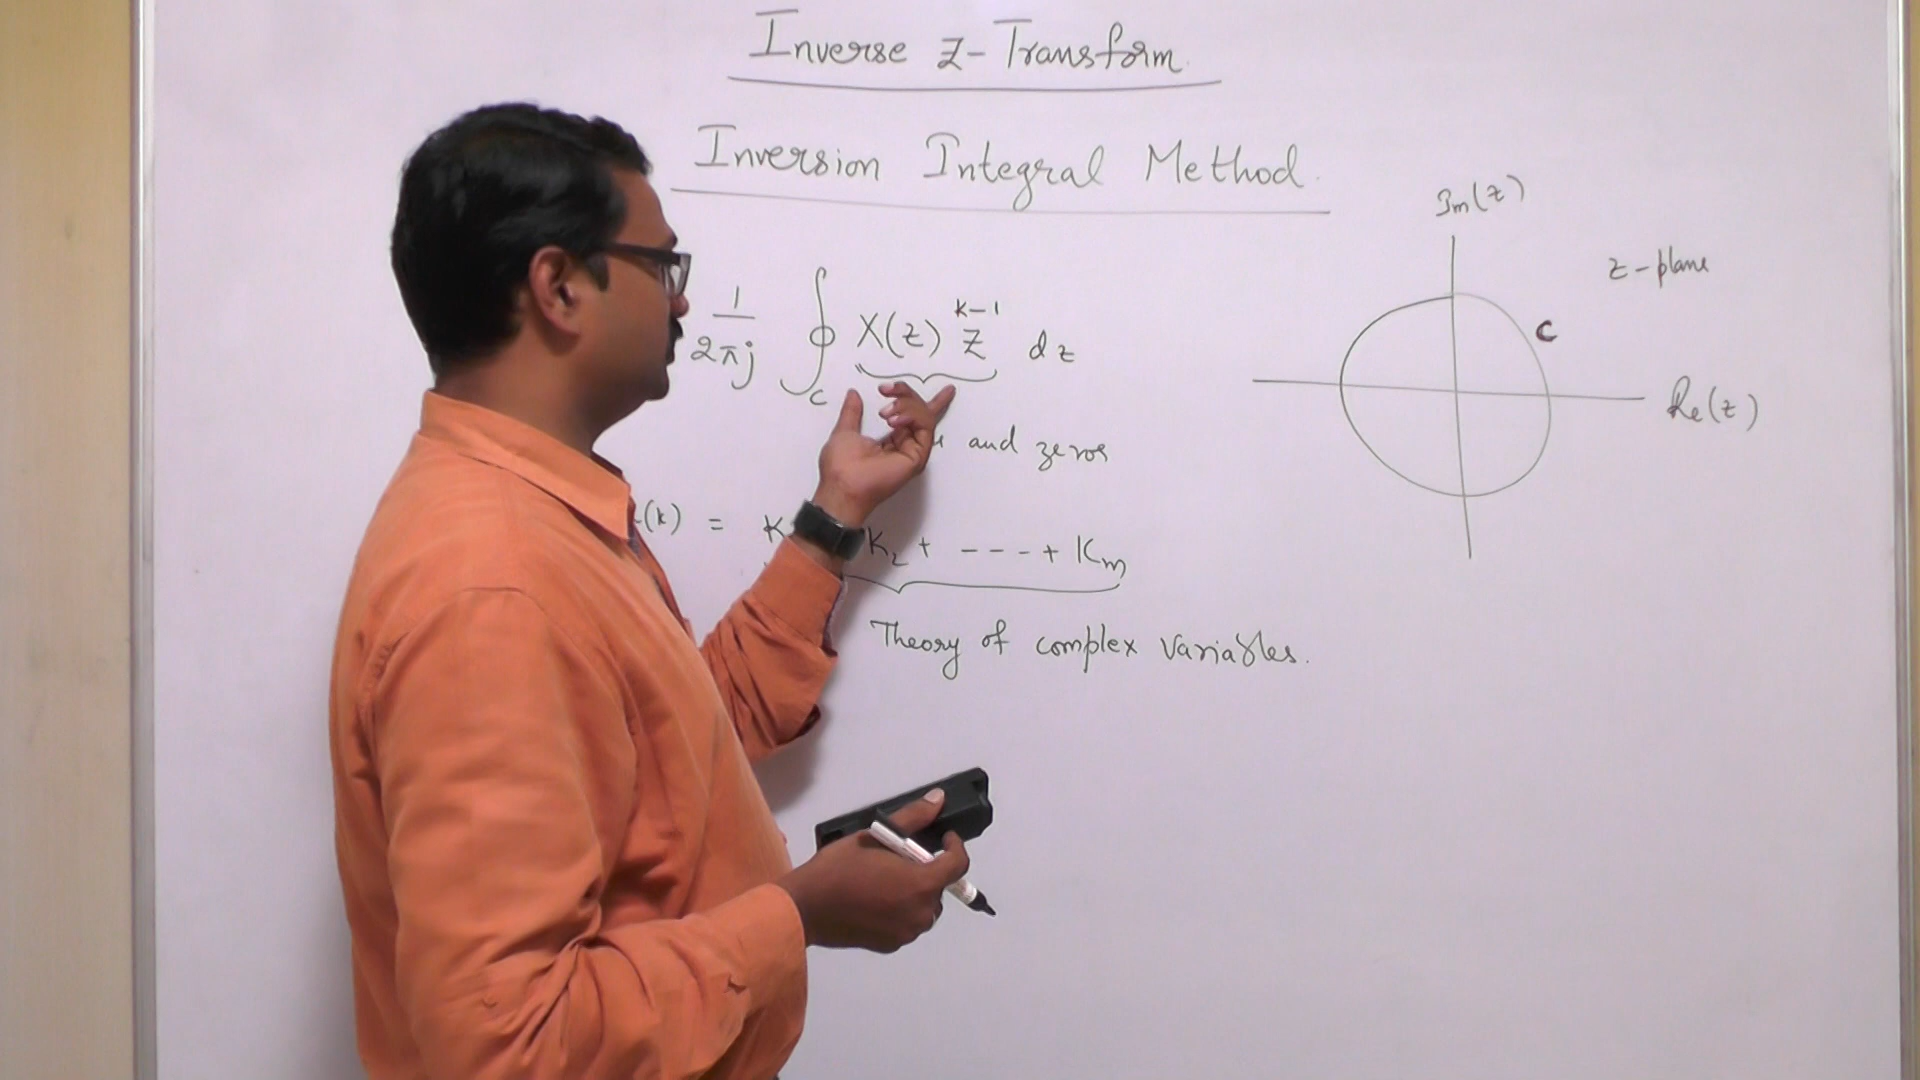 Inverse z-Transform
Inversion Integral Method.
1/2πj ∮c X(z) z^k-1 dz
and zeros
(k) = K K2 + ---- + Km
Theory of complex variables.
Im(z)
z-plane
C
Re(z)